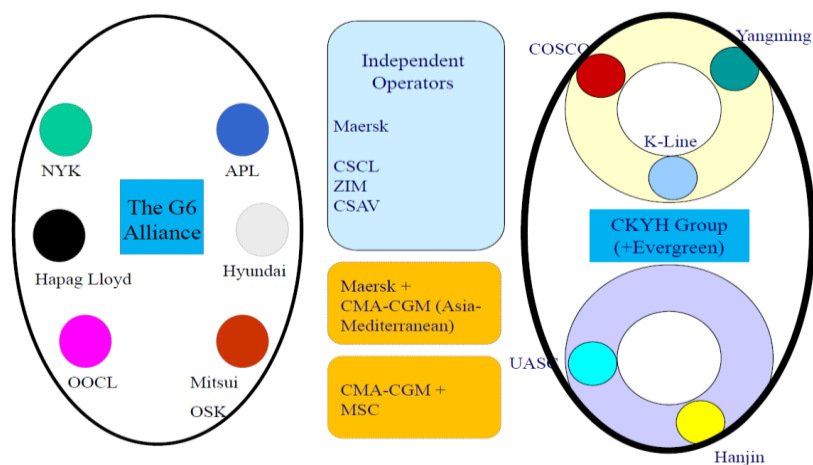 NYK
APL
The G6
Alliance
Hapag Lloyd
Hyundai
OOCL
Mitsui
OSK
Independent
Operators
Maersk
CSCL
ZIM
CSAV
Maersk +
CMA-CGM (Asia-
Mediterranean)
CMA-CGM +
MSC
COSCO
Yangming
K-Line
CKYH Group
(+Evergreen)
UASC
Hanjin